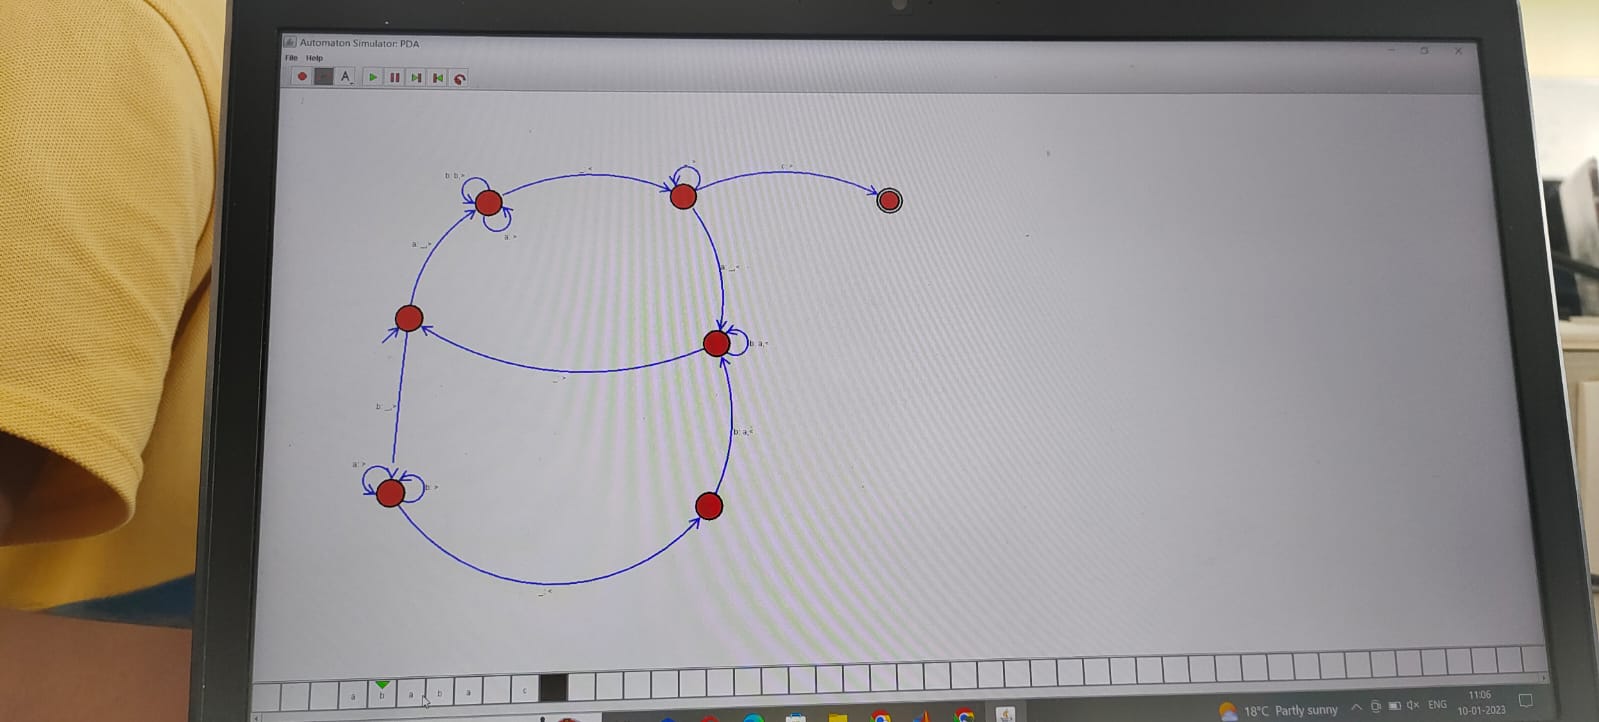 Automaton Simulator: PDA
File Help
A
b: b,>
_: <
c: >
a: >
a: _,>
a: _,<
b: a,<
_: >
b: _,>
b: a,<
a: >
b: >
_: <
a b a b a c
11:06
18°C Partly sunny ENG
10-01-2023